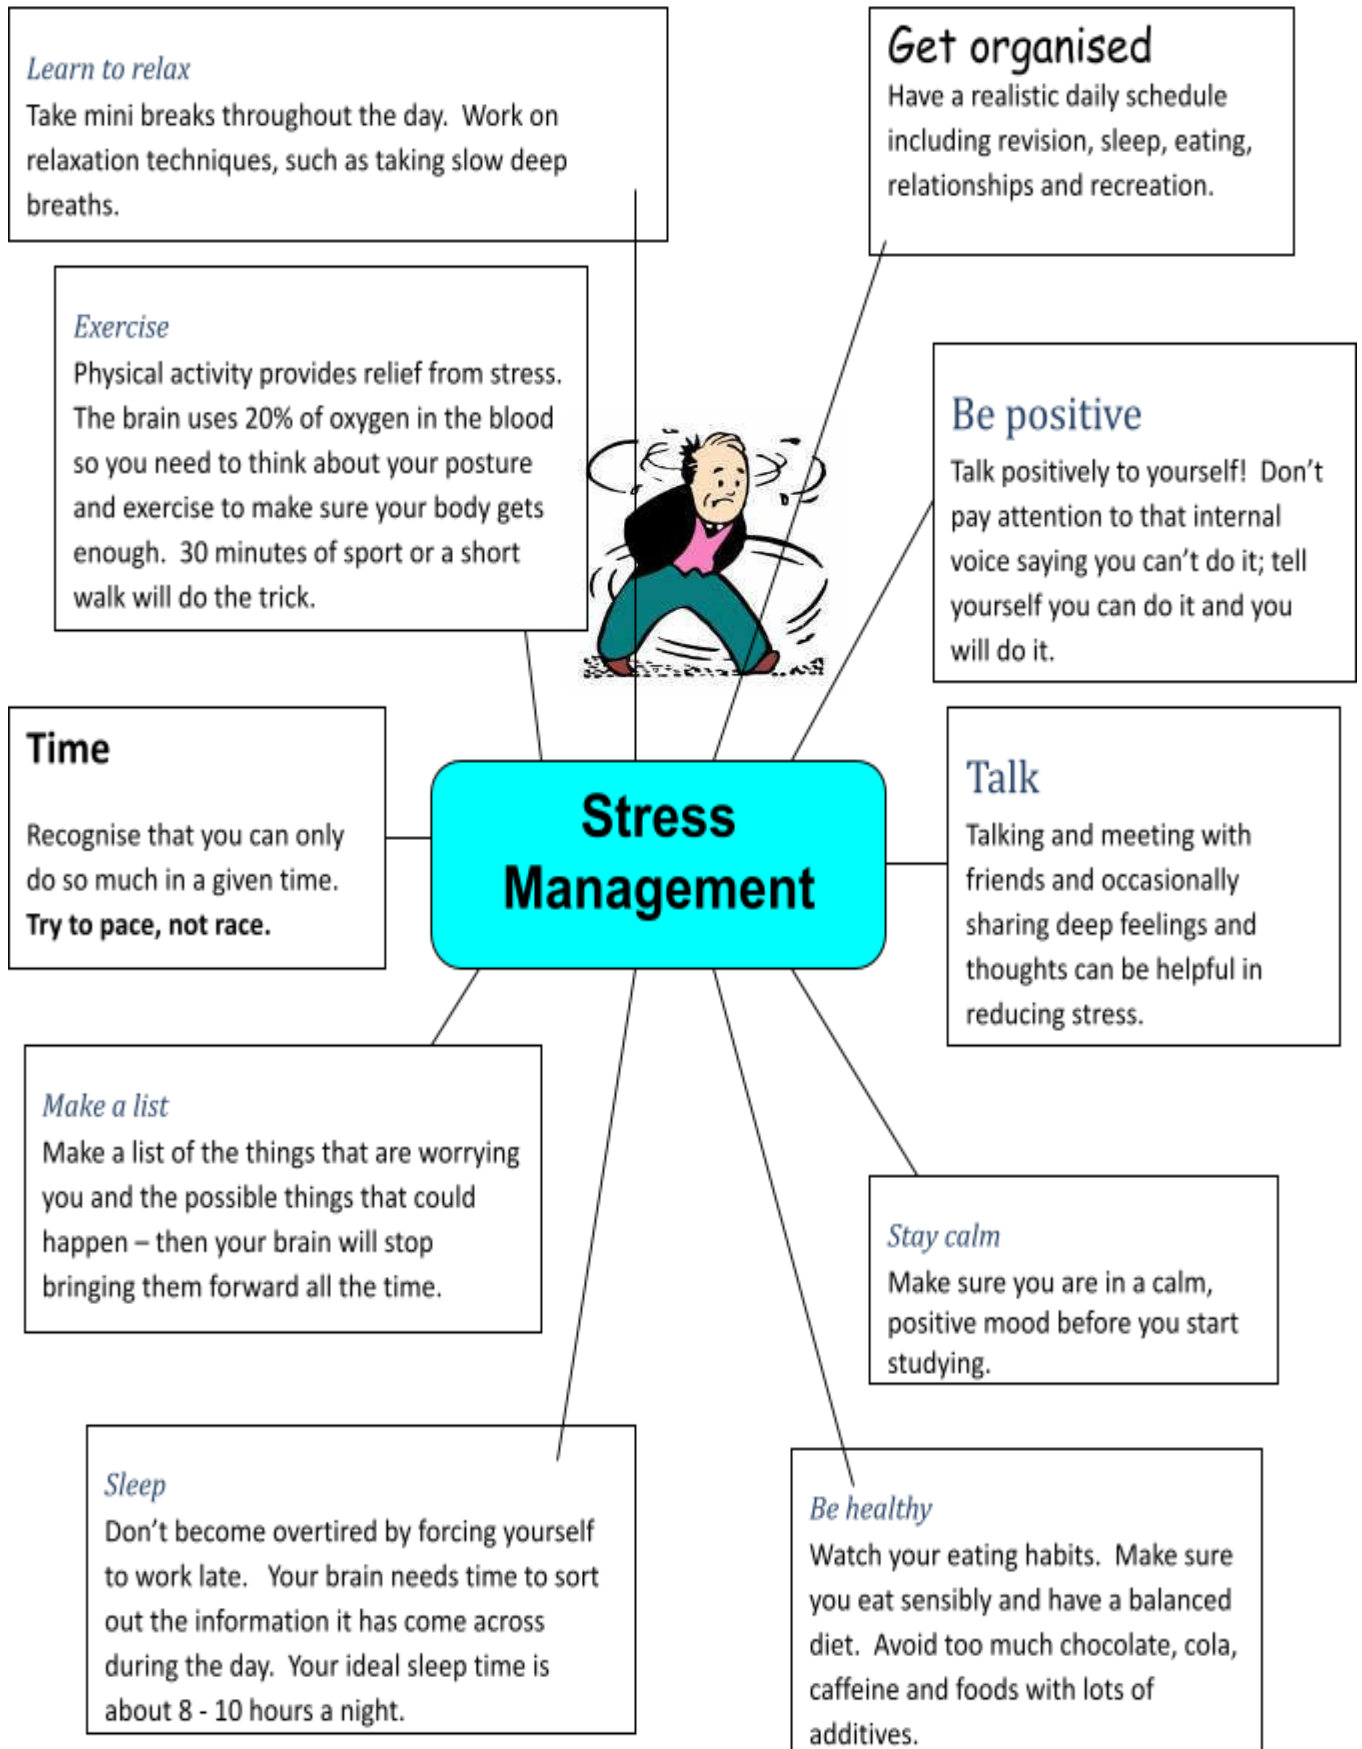 Learn to relax
Take mini breaks throughout the day.  Work on
relaxation techniques, such as taking slow deep
breaths.
Get organised
Have a realistic daily schedule
including revision, sleep, eating,
relationships and recreation.
Exercise
Physical activity provides relief from stress.
The brain uses 20% of oxygen in the blood
so you need to think about your posture
and exercise to make sure your body gets
enough.  30 minutes of sport or a short
walk will do the trick.
Be positive
Talk positively to yourself!  Don’t
pay attention to that internal
voice saying you can’t do it; tell
yourself you can do it and you
will do it.
Time
Recognise that you can only
do so much in a given time.
Try to pace, not race.
Stress
Management
Talk
Talking and meeting with
friends and occasionally
sharing deep feelings and
thoughts can be helpful in
reducing stress.
Make a list
Make a list of the things that are worrying
you and the possible things that could
happen – then your brain will stop
bringing them forward all the time.
Stay calm
Make sure you are in a calm,
positive mood before you start
studying.
Sleep
Don’t become overtired by forcing yourself
to work late.   Your brain needs time to sort
out the information it has come across
during the day.  Your ideal sleep time is
about 8 - 10 hours a night.
Be healthy
Watch your eating habits.  Make sure
you eat sensibly and have a balanced
diet.  Avoid too much chocolate, cola,
caffeine and foods with lots of
additives.